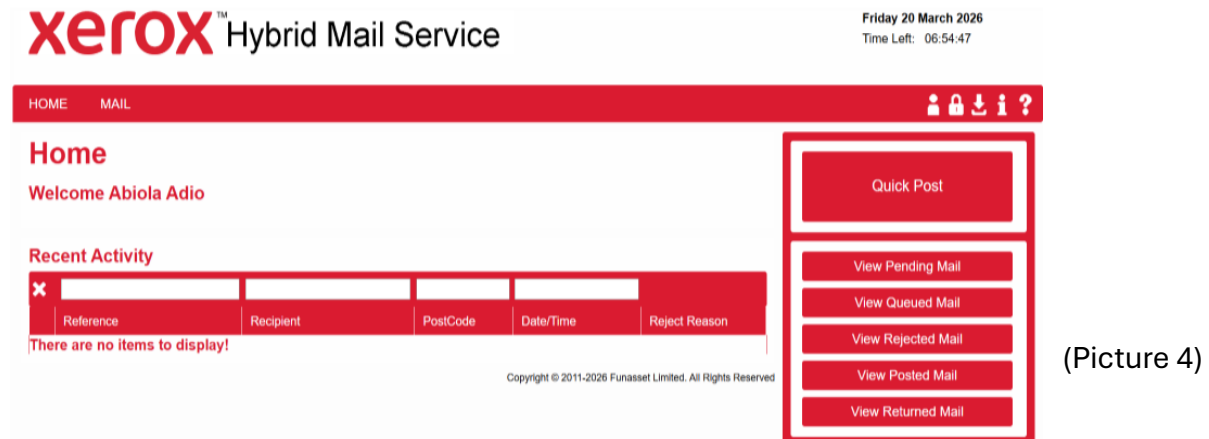 xerox™ Hybrid Mail Service
Friday 20 March 2026
Time Left: 06:54:47
HOME MAIL
Home
Welcome Abiola Adio
Recent Activity
Reference Recipient PostCode Date/Time Reject Reason
There are no items to display!
Copyright © 2011-2026 Funasset Limited. All Rights Reserved
Quick Post
View Pending Mail
View Queued Mail
View Rejected Mail
View Posted Mail
View Returned Mail
(Picture 4)